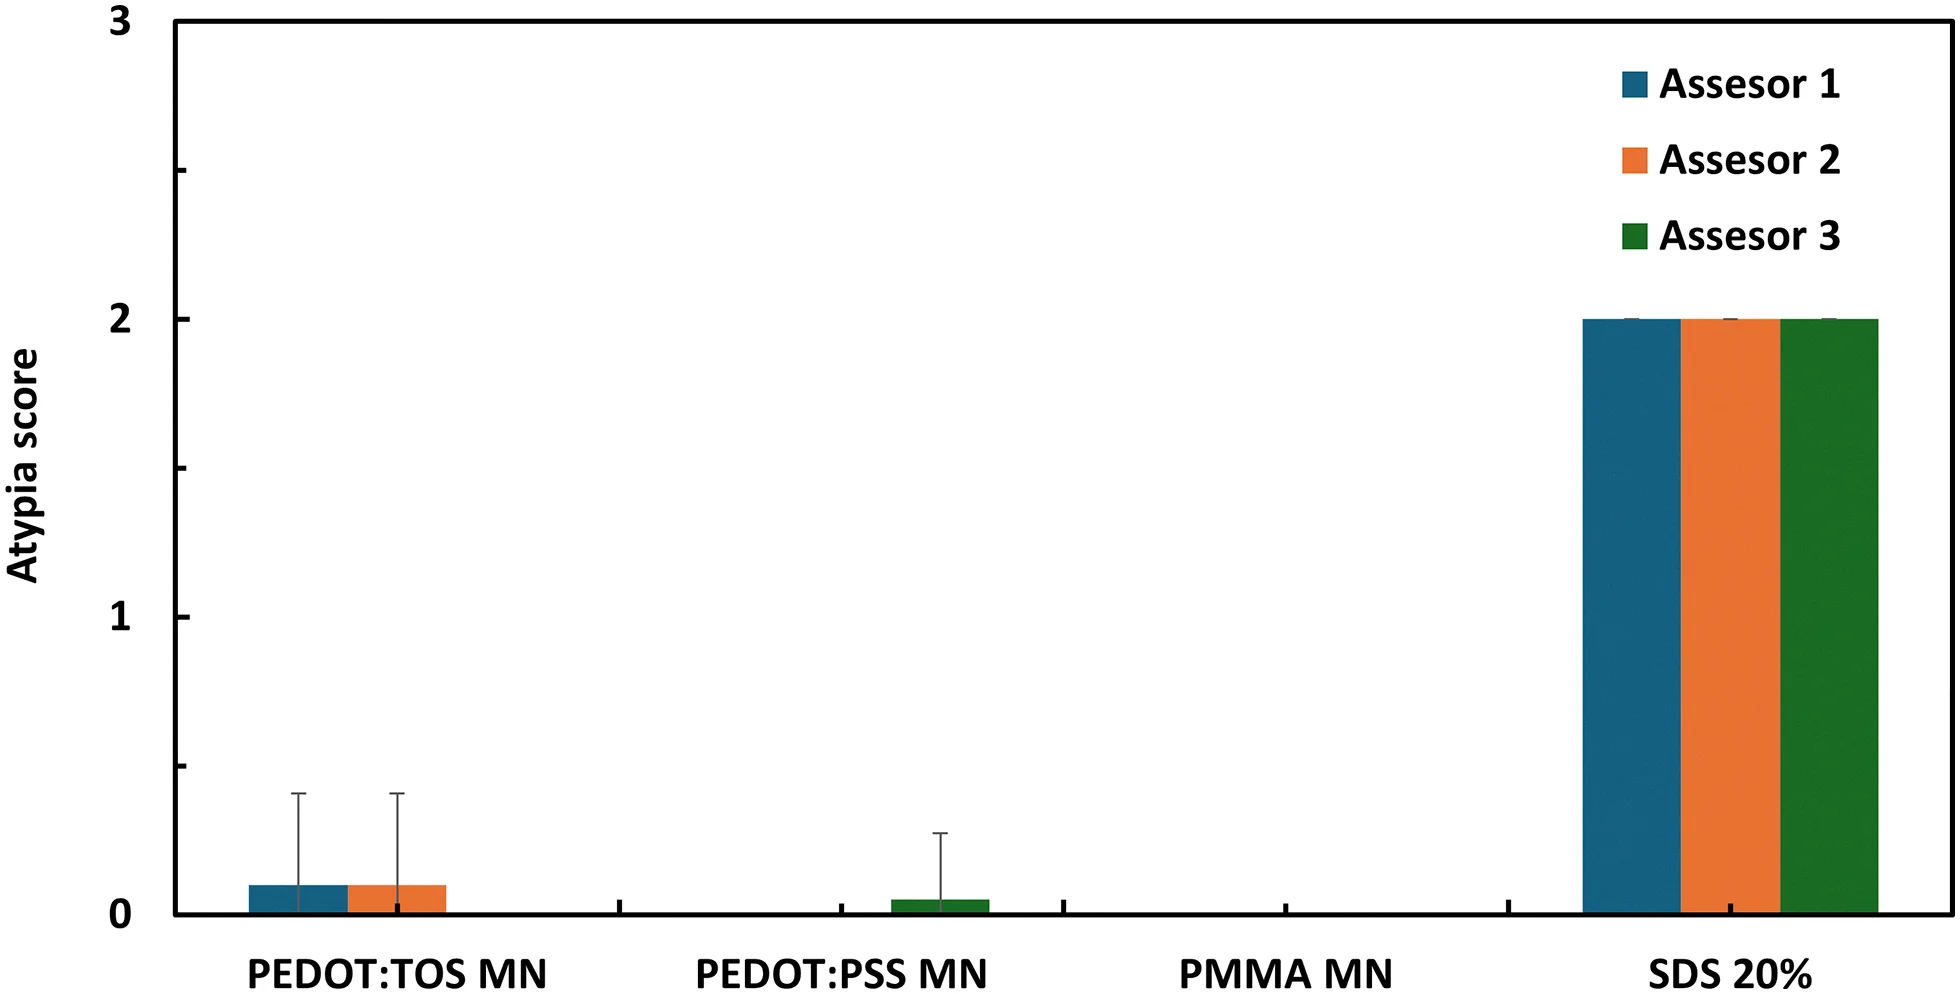 3
2
1
0
Atypia score
Assesor 1
Assesor 2
Assesor 3
PEDOT:TOS MN
PEDOT:PSS MN
PMMA MN
SDS 20%